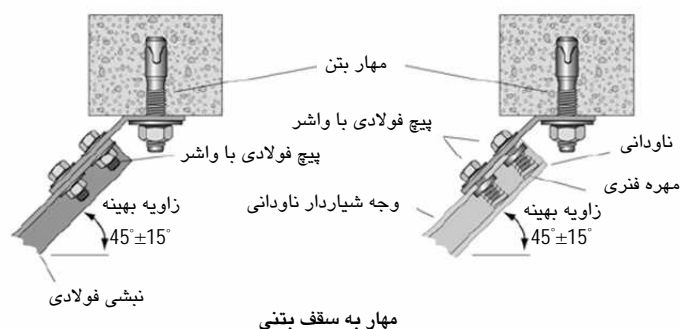 مهار بتن
پیچ فولادی با واشر
ناودانی
پیچ فولادی با واشر
مهره فنری
زاویه بهینه
وجه شیاردار ناودانی
زاویه بهینه
45°±15°
45°±15°
نبشی فولادی
مهار به سقف بتنی